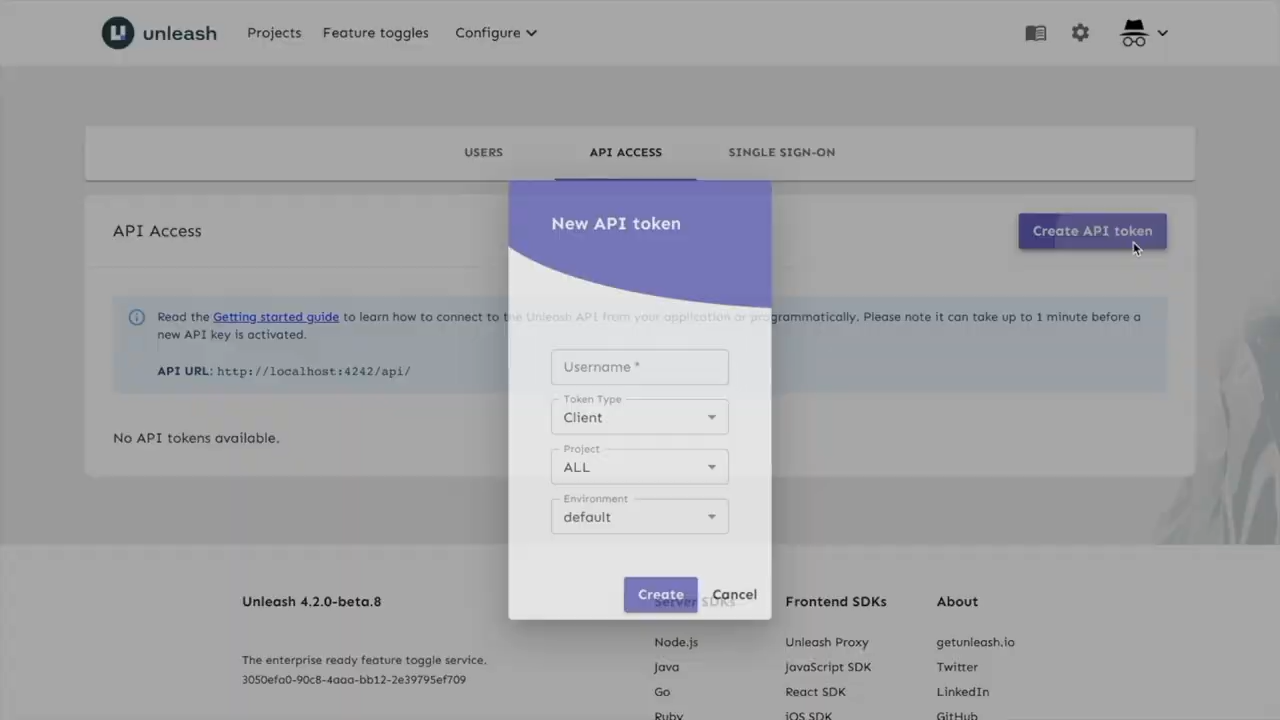 unleash
Projects
Feature toggles
Configure
USERS
API ACCESS
SINGLE SIGN-ON
API Access
Create API token
New API token
Read the Getting started guide to learn how to connect to the Unleash API from your application or programmatically. Please note it can take up to 1 minute before a
new API key is activated.
API URL: http://localhost:4242/api/
No API tokens available.
Username *
Token Type
Client
Project
ALL
Environment
default
Create
Cancel
Unleash 4.2.0-beta.8
The enterprise ready feature toggle service.
3050efa0-90c8-4aaa-bb12-2e39795ef709
Server SDKs
Node.js
Java
Go
Ruby
Frontend SDKs
Unleash Proxy
JavaScript SDK
React SDK
iOS SDK
About
getunleash.io
Twitter
LinkedIn
GitHub